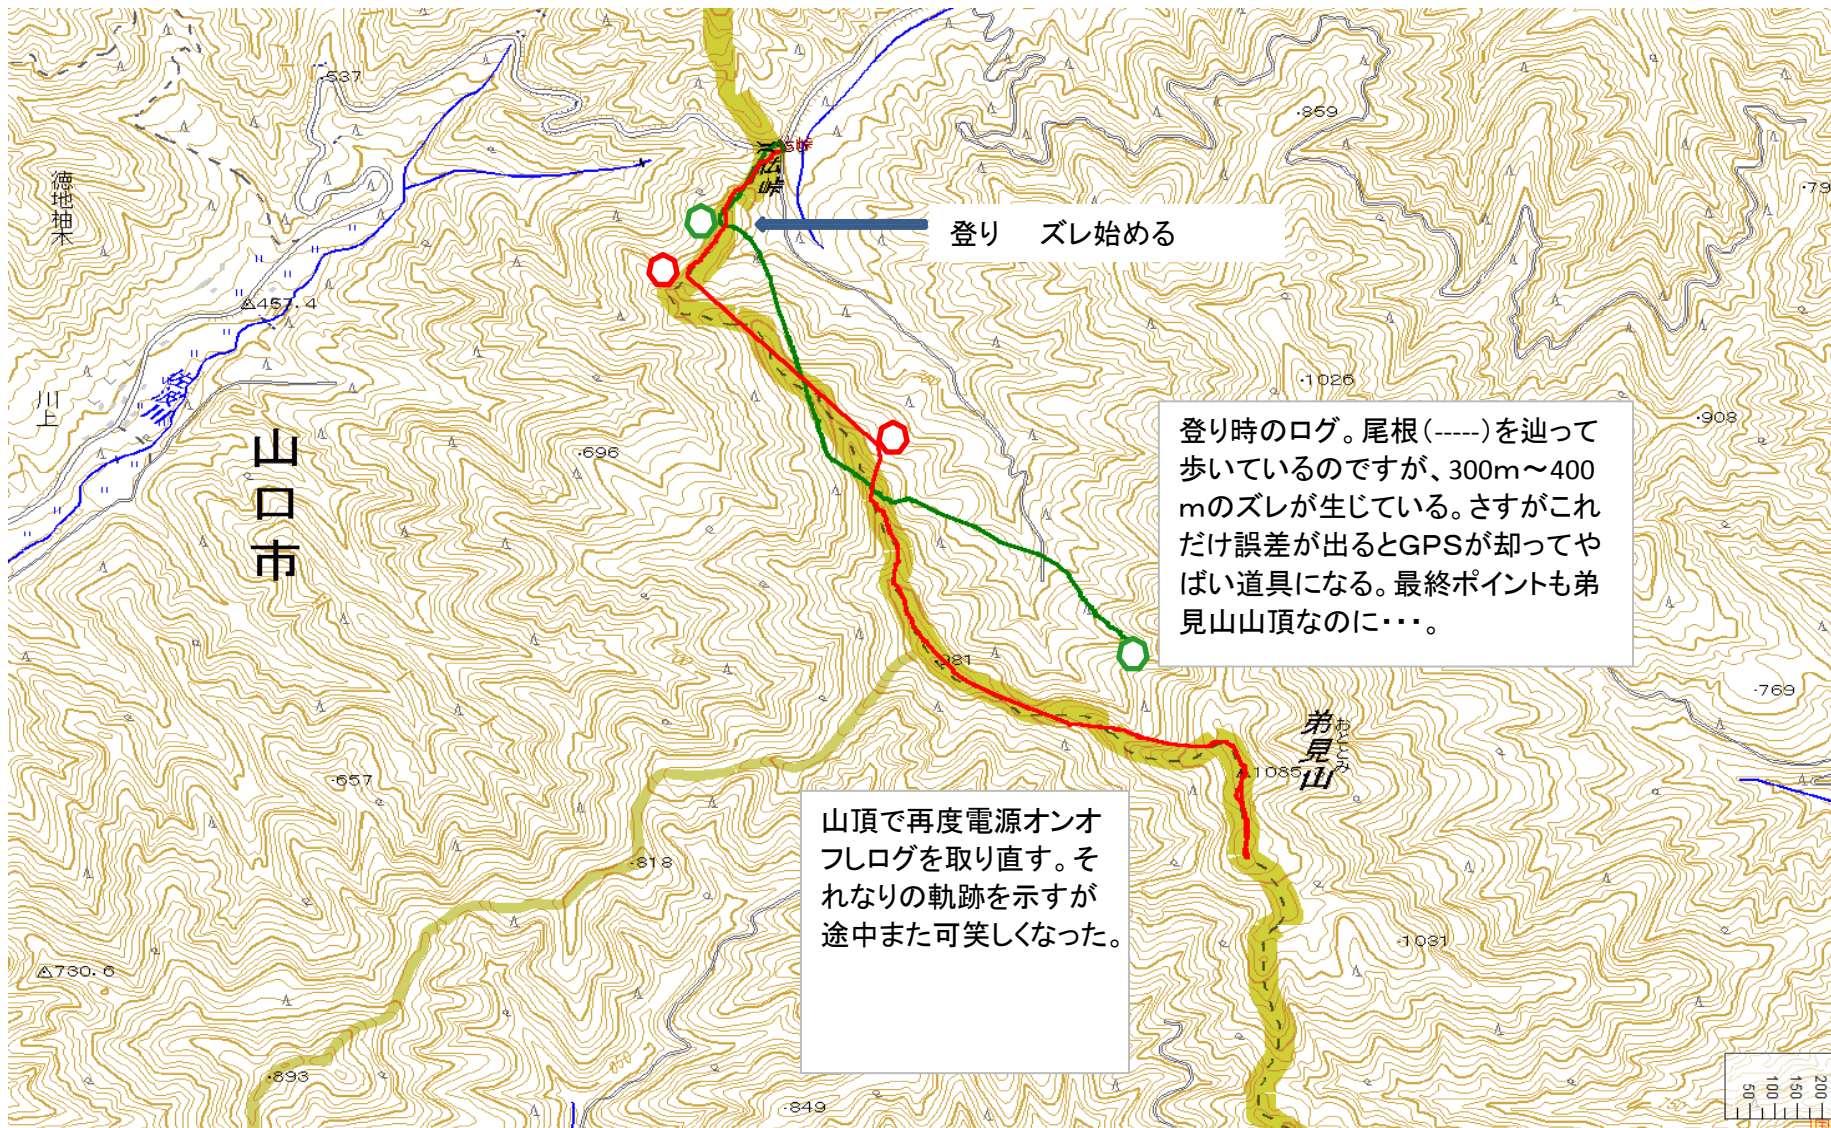 537
859
79
徳地柚木
登り ズレ始める
457.4
川上
1026
908
山口市
696
登り時のログ。尾根(-----)を辿って
歩いているのですが、300m～400
mのズレが生じている。さすがこれ
だけ誤差が出るとGPSが却ってや
ばい道具になる。最終ポイントも弟
見山山頂なのに・・・。
981
769
弟見山
おとどみ
1085
657
山頂で再度電源オンオ
フしログを取り直す。そ
れなりの軌跡を示すが
途中また可笑しくなった。
818
1031
730.6
893
849
50
100
150
200